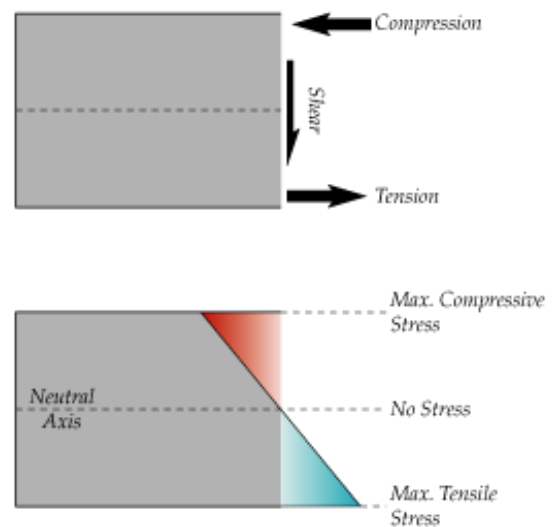 Compression
Shear
Tension
Max. Compressive
Stress
Neutral
Axis
No Stress
Max. Tensile
Stress